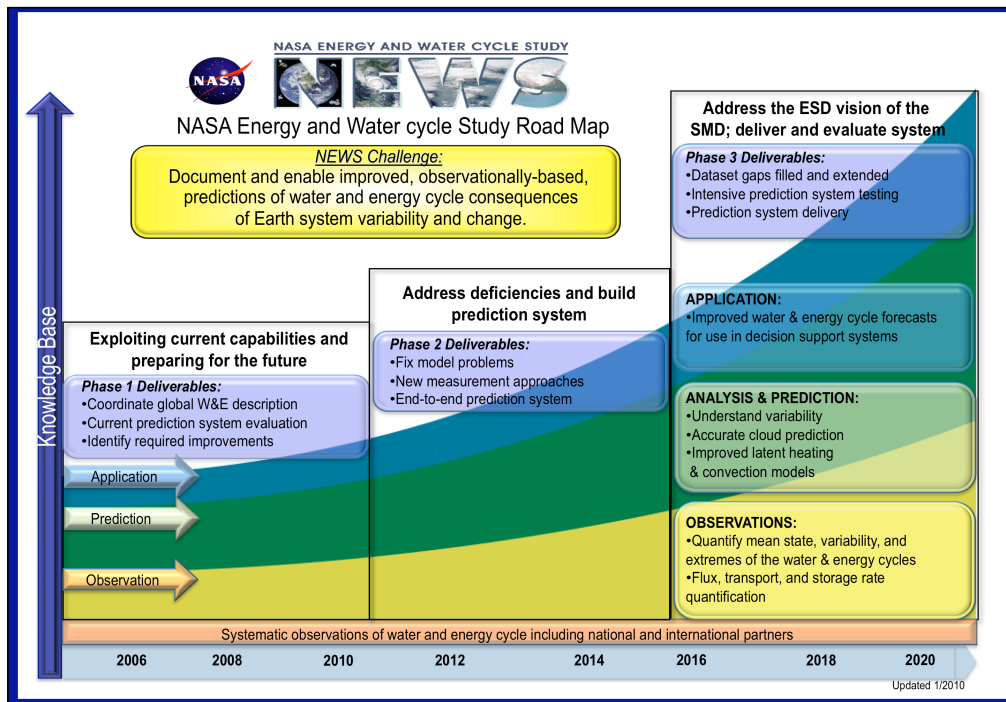 NASA ENERGY AND WATER CYCLE STUDY
NASA
NEWS
NASA Energy and Water cycle Study Road Map
NEWS Challenge:
Document and enable improved, observationally-based,
predictions of water and energy cycle consequences
of Earth system variability and change.
Knowledge Base
Exploiting current capabilities and
preparing for the future
Phase 1 Deliverables:
•Coordinate global W&E description
•Current prediction system evaluation
•Identify required improvements
Application
Prediction
Observation
Address deficiencies and build
prediction system
Phase 2 Deliverables:
•Fix model problems
•New measurement approaches
•End-to-end prediction system
Address the ESD vision of the
SMD; deliver and evaluate system
Phase 3 Deliverables:
•Dataset gaps filled and extended
•Intensive prediction system testing
•Prediction system delivery
APPLICATION:
•Improved water & energy cycle forecasts
for use in decision support systems
ANALYSIS & PREDICTION:
•Understand variability
•Accurate cloud prediction
•Improved latent heating
& convection models
OBSERVATIONS:
•Quantify mean state, variability, and
extremes of the water & energy cycles
•Flux, transport, and storage rate
quantification
Systematic observations of water and energy cycle including national and international partners
2006 2008 2010 2012 2014 2016 2018 2020
Updated 1/2010